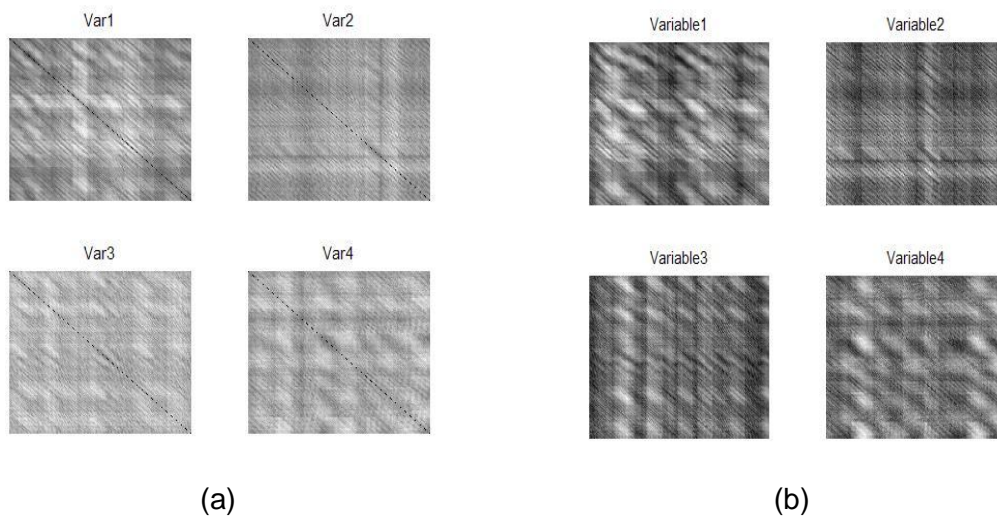 Var1
Var2
Var3
Var4
(a)
Variable1
Variable2
Variable3
Variable4
(b)